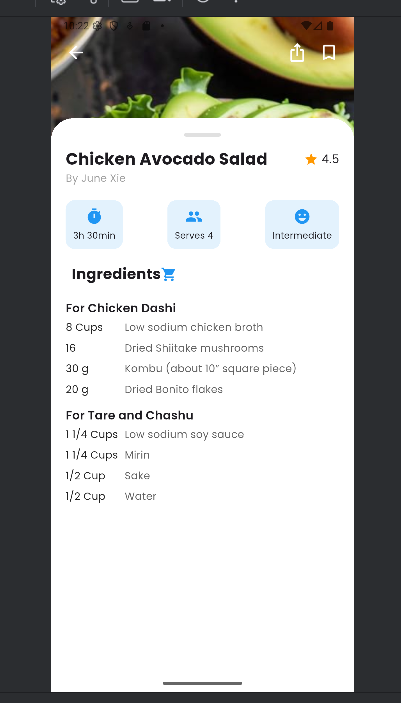 10:22
Chicken Avocado Salad
4.5
By June Xie
3h 30min
Serves 4
Intermediate
Ingredients
For Chicken Dashi
8 Cups Low sodium chicken broth
16 Dried Shiitake mushrooms
30 g Kombu (about 10” square piece)
20 g Dried Bonito flakes
For Tare and Chashu
1 1/4 Cups Low sodium soy sauce
1 1/4 Cups Mirin
1/2 Cup Sake
1/2 Cup Water